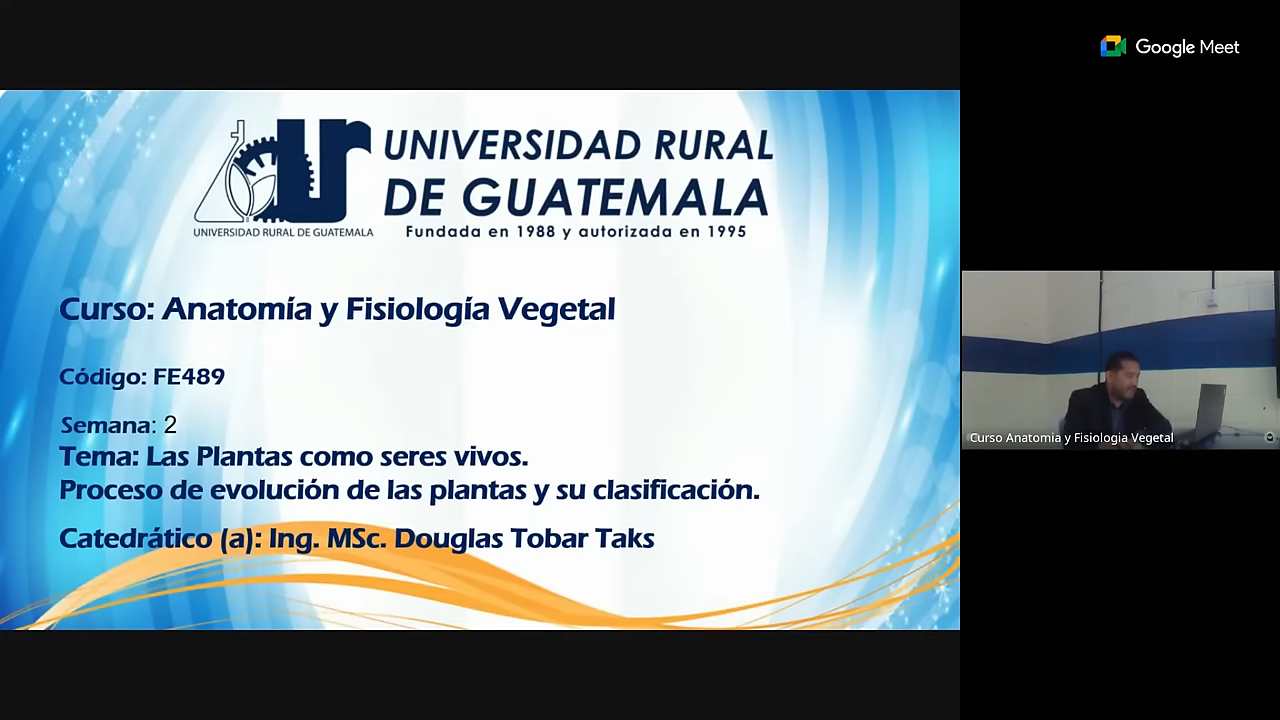 Google Meet
UNIVERSIDAD RURAL
DE GUATEMALA
Fundada en 1988 y autorizada en 1995
UNIVERSIDAD RURAL DE GUATEMALA
Curso: Anatomía y Fisiología Vegetal
Código: FE489
Semana: 2
Tema: Las Plantas como seres vivos.
Proceso de evolución de las plantas y su clasificación.
Catedrático (a): Ing. MSc. Douglas Tobar Taks
Curso Anatomia y Fisiologia Vegetal